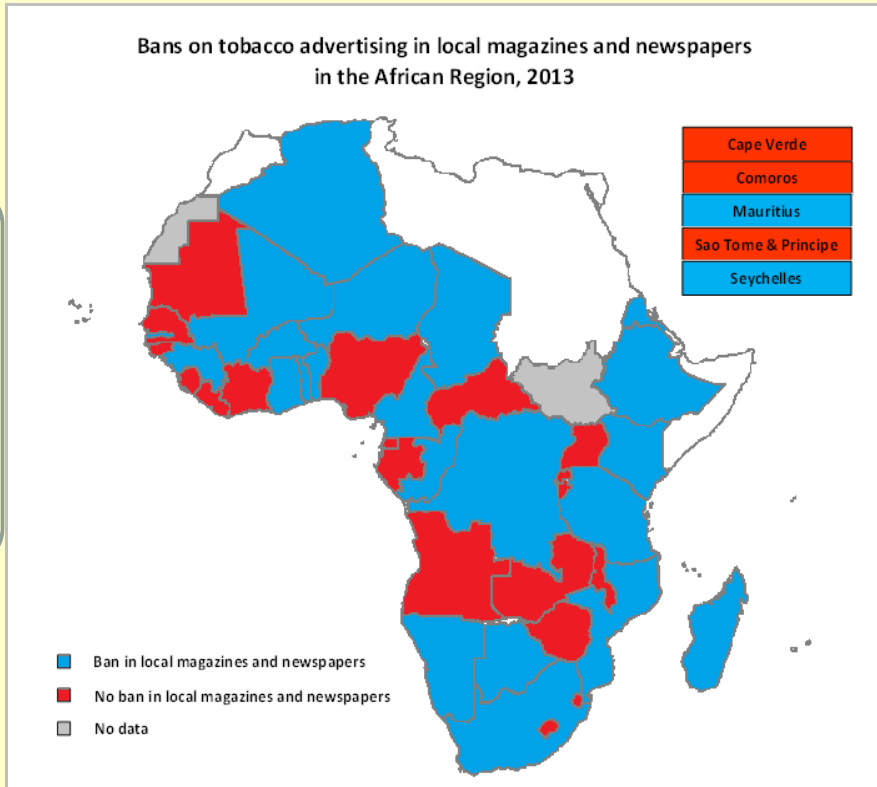 Bans on tobacco advertising in local magazines and newspapers
in the African Region, 2013
Cape Verde
Comoros
Mauritius
Sao Tome & Principe
Seychelles
Ban in local magazines and newspapers
No ban in local magazines and newspapers
No data